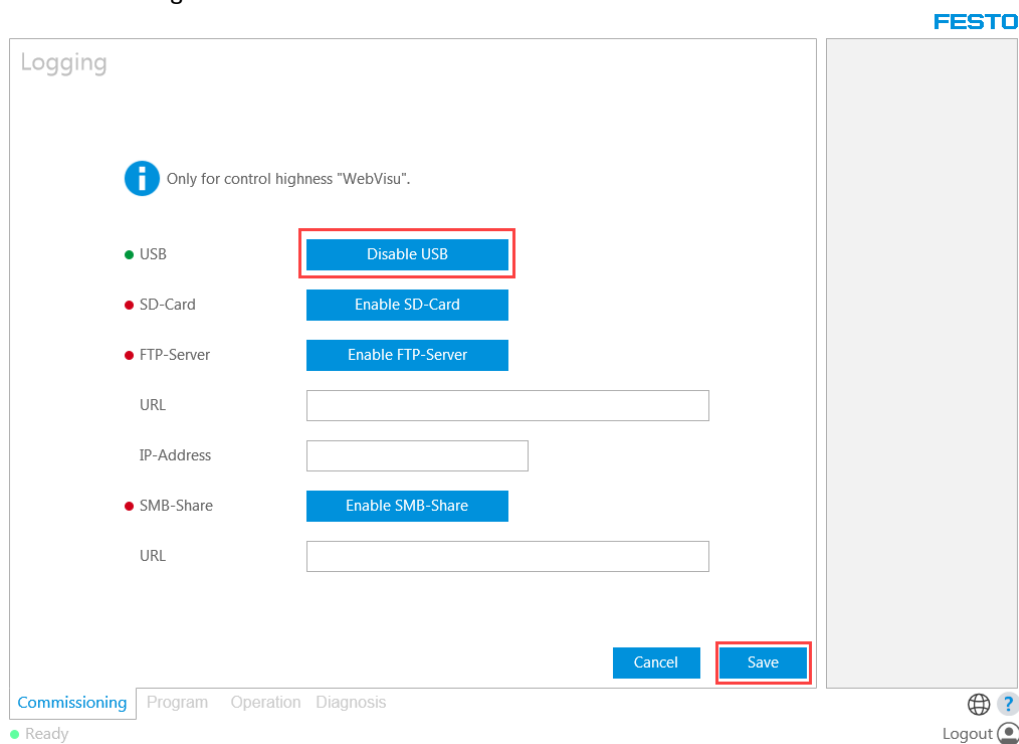 FESTO
Logging
Only for control highness "WebVisu".
USB Disable USB
SD-Card Enable SD-Card
FTP-Server Enable FTP-Server
URL
IP-Address
SMB-Share Enable SMB-Share
URL
Cancel Save
Commissioning Program Operation Diagnosis
?
Ready Logout